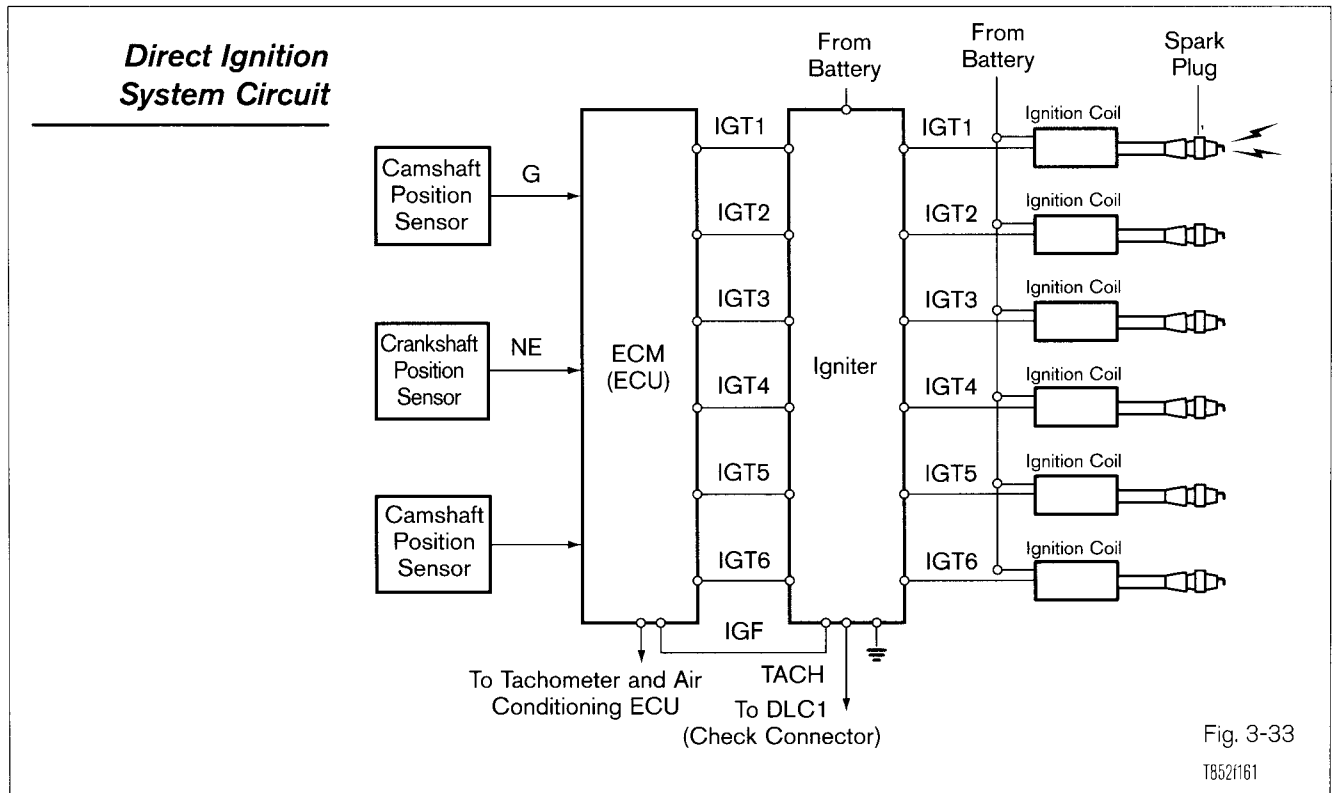 Direct Ignition
System Circuit
From
Battery
From
Battery
Spark
Plug
Camshaft
Position
Sensor
G
Crankshaft
Position
Sensor
NE
Camshaft
Position
Sensor
ECM
(ECU)
IGT1
IGT2
IGT3
IGT4
IGT5
IGT6
Igniter
IGT1
IGT2
IGT3
IGT4
IGT5
IGT6
Ignition Coil
Ignition Coil
Ignition Coil
Ignition Coil
Ignition Coil
Ignition Coil
IGF
To Tachometer and Air
Conditioning ECU
TACH
To DLC1
(Check Connector)
Fig. 3-33
T852f161